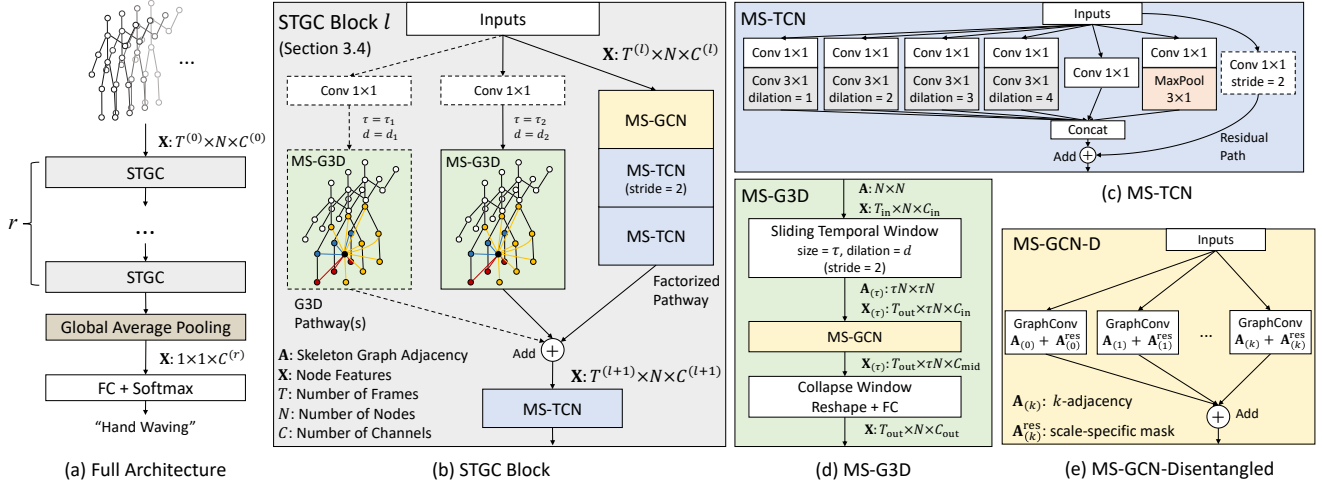 ...
X: T^(0)×N×C^(0)
STGC
r
...
STGC
Global Average Pooling
X: 1×1×C^(r)
FC + Softmax
“Hand Waving”
(a) Full Architecture
STGC Block l
(Section 3.4)
Inputs
X: T^(l)×N×C^(l)
Conv 1×1
Conv 1×1
τ = τ₁
d = d₁
τ = τ₂
d = d₂
MS-G3D
MS-G3D
MS-GCN
MS-TCN
(stride = 2)
MS-TCN
G3D
Pathway(s)
Factorized
Pathway
Add
+
A: Skeleton Graph Adjacency
X: Node Features
T: Number of Frames
N: Number of Nodes
C: Number of Channels
X: T^(l+1)×N×C^(l+1)
MS-TCN
(b) STGC Block
MS-TCN
Inputs
Conv 1×1
Conv 1×1
Conv 1×1
Conv 1×1
Conv 1×1
Conv 1×1
Conv 1×1
stride = 2
Conv 3×1
dilation = 1
Conv 3×1
dilation = 2
Conv 3×1
dilation = 3
Conv 3×1
dilation = 4
MaxPool
3×1
Concat
Add
+
Residual
Path
(c) MS-TCN
MS-G3D
A: N×N
X: T_in×N×C_in
Sliding Temporal Window
size = τ, dilation = d
(stride = 2)
A_(τ): τN×τN
X_(τ): T_out×τN×C_in
MS-GCN
X_(τ): T_out×τN×C_mid
Collapse Window
Reshape + FC
X: T_out×N×C_out
(d) MS-G3D
MS-GCN-D
Inputs
GraphConv
A_(0) + A_(0)^res
GraphConv
A_(1) + A_(1)^res
...
GraphConv
A_(k) + A_(k)^res
Add
+
A_(k): k-adjacency
A_(k)^res: scale-specific mask
(e) MS-GCN-Disentangled